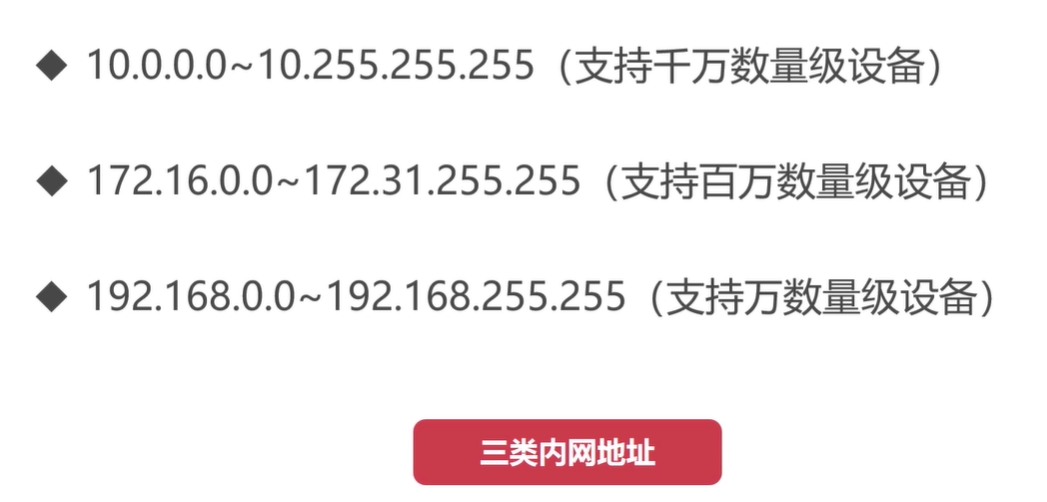 ◆ 10.0.0.0~10.255.255.255（支持千万数量级设备）
◆ 172.16.0.0~172.31.255.255（支持百万数量级设备）
◆ 192.168.0.0~192.168.255.255（支持万数量级设备）
三类内网地址